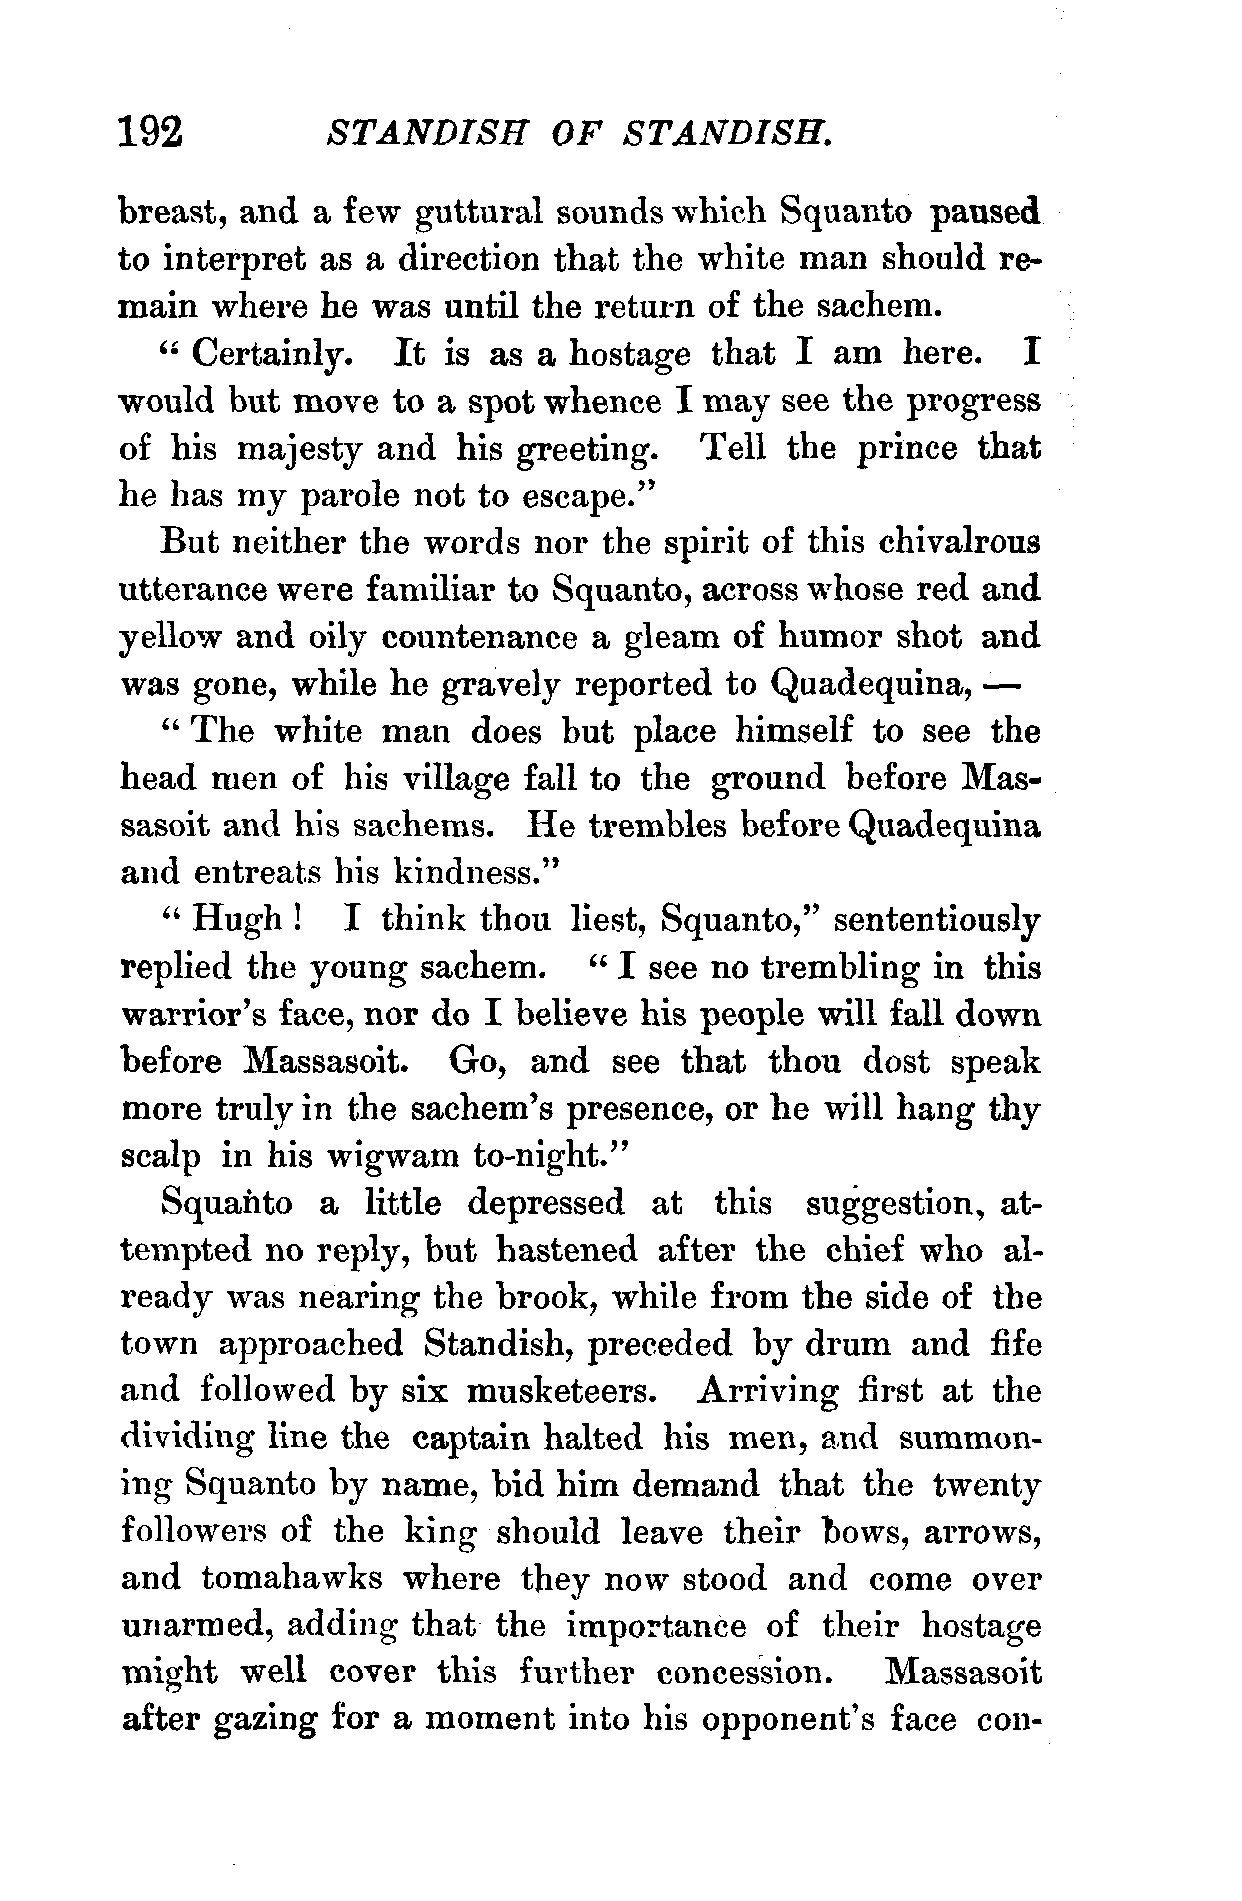 192 STANDISH OF STANDISH.
breast, and a few guttural sounds which Squanto paused
to interpret as a direction that the white man should re-
main where he was until the return of the sachem.
“ Certainly. It is as a hostage that I am here. I
would but move to a spot whence I may see the progress
of his majesty and his greeting. Tell the prince that
he has my parole not to escape.”
But neither the words nor the spirit of this chivalrous
utterance were familiar to Squanto, across whose red and
yellow and oily countenance a gleam of humor shot and
was gone, while he gravely reported to Quadequina, —
“ The white man does but place himself to see the
head men of his village fall to the ground before Mas-
sasoit and his sachems. He trembles before Quadequina
and entreats his kindness.”
“ Hugh ! I think thou liest, Squanto,” sententiously
replied the young sachem. “ I see no trembling in this
warrior’s face, nor do I believe his people will fall down
before Massasoit. Go, and see that thou dost speak
more truly in the sachem’s presence, or he will hang thy
scalp in his wigwam to-night.”
Squanto a little depressed at this suggestion, at-
tempted no reply, but hastened after the chief who al-
ready was nearing the brook, while from the side of the
town approached Standish, preceded by drum and fife
and followed by six musketeers. Arriving first at the
dividing line the captain halted his men, and summon-
ing Squanto by name, bid him demand that the twenty
followers of the king should leave their bows, arrows,
and tomahawks where they now stood and come over
unarmed, adding that the importance of their hostage
might well cover this further concession. Massasoit
after gazing for a moment into his opponent’s face con-